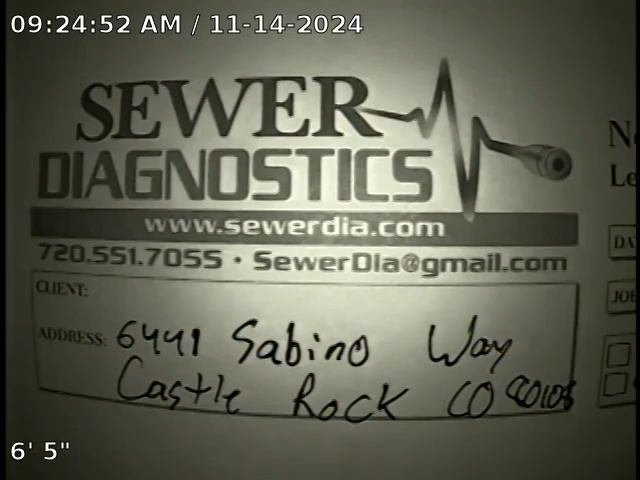 09:24:52 AM / 11-14-2024
SEWER
DIAGNOSTICS
www.sewerdia.com
720.551.7055 • SewerDia@gmail.com
CLIENT:
ADDRESS: 6441 Sabino Way
Castle Rock CO 80108
6' 5"